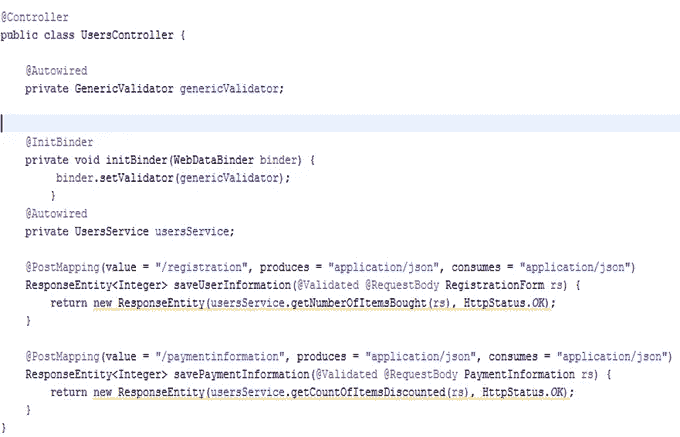 @Controller
public class UsersController {
@Autowired
private GenericValidator genericValidator;
@InitBinder
private void initBinder(WebDataBinder binder) {
binder.setValidator(genericValidator);
}
@Autowired
private UsersService usersService;
@PostMapping(value = "/registration", produces = "application/json", consumes = "application/json")
ResponseEntity<Integer> saveUserInformation(@Validated @RequestBody RegistrationForm rs) {
return new ResponseEntity(usersService.getNumberOfItemsBought(rs), HttpStatus.OK);
}
@PostMapping(value = "/paymentinformation", produces = "application/json", consumes = "application/json")
ResponseEntity<Integer> savePaymentInformation(@Validated @RequestBody PaymentInformation rs) {
return new ResponseEntity(usersService.getCountOfItemsDiscounted(rs), HttpStatus.OK);
}
}